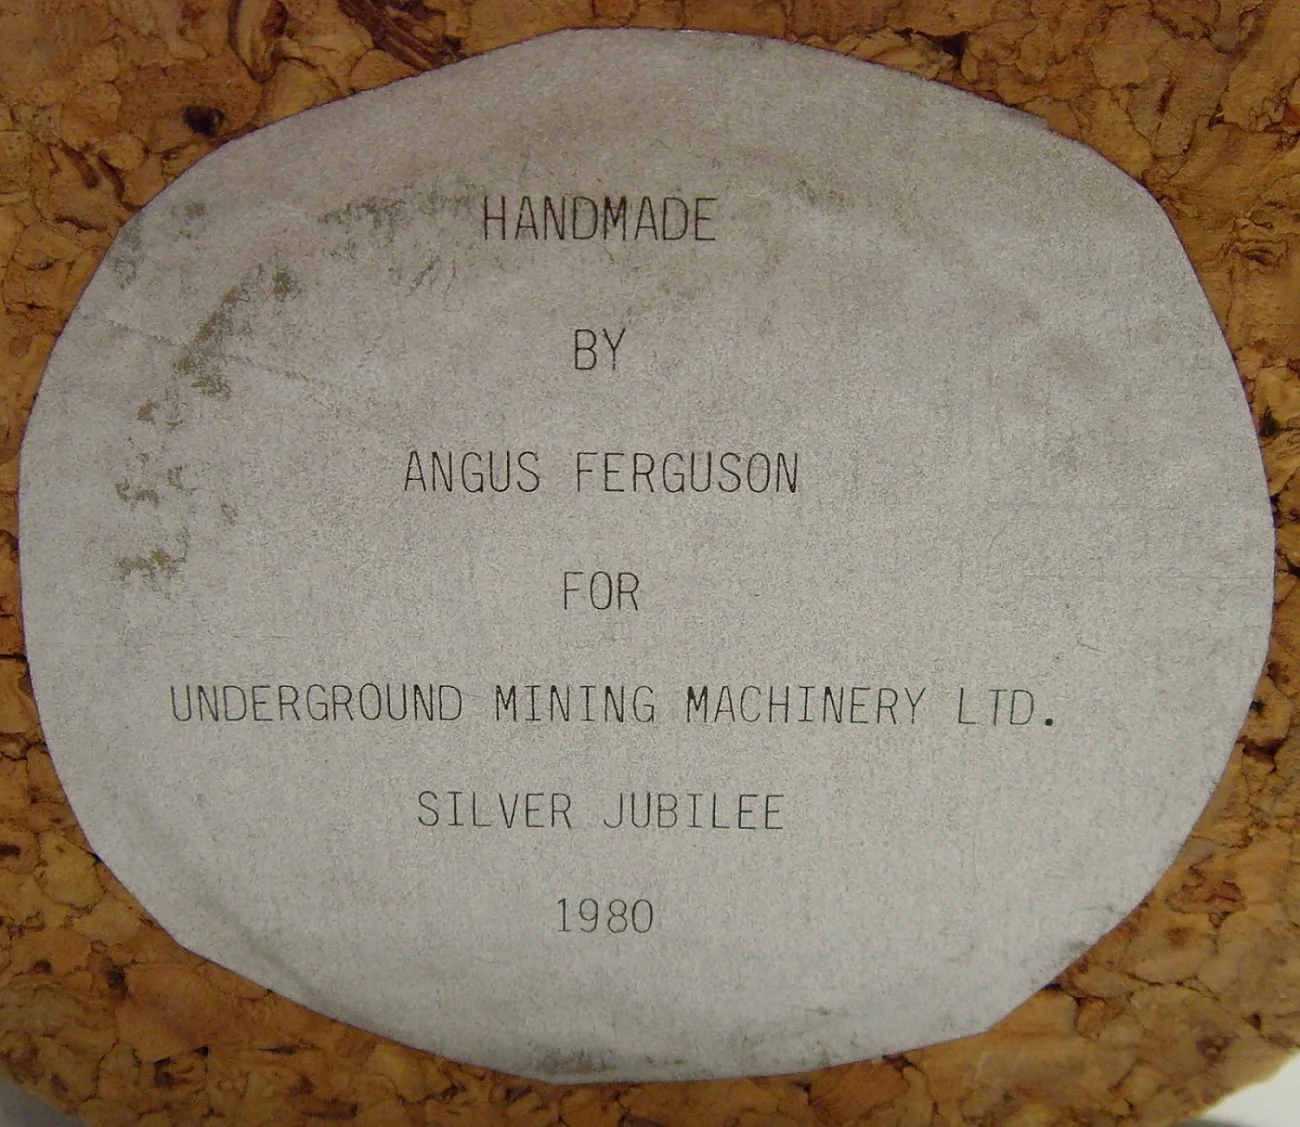 HANDMADE
BY
ANGUS FERGUSON
FOR
UNDERGROUND MINING MACHINERY LTD.
SILVER JUBILEE
1980